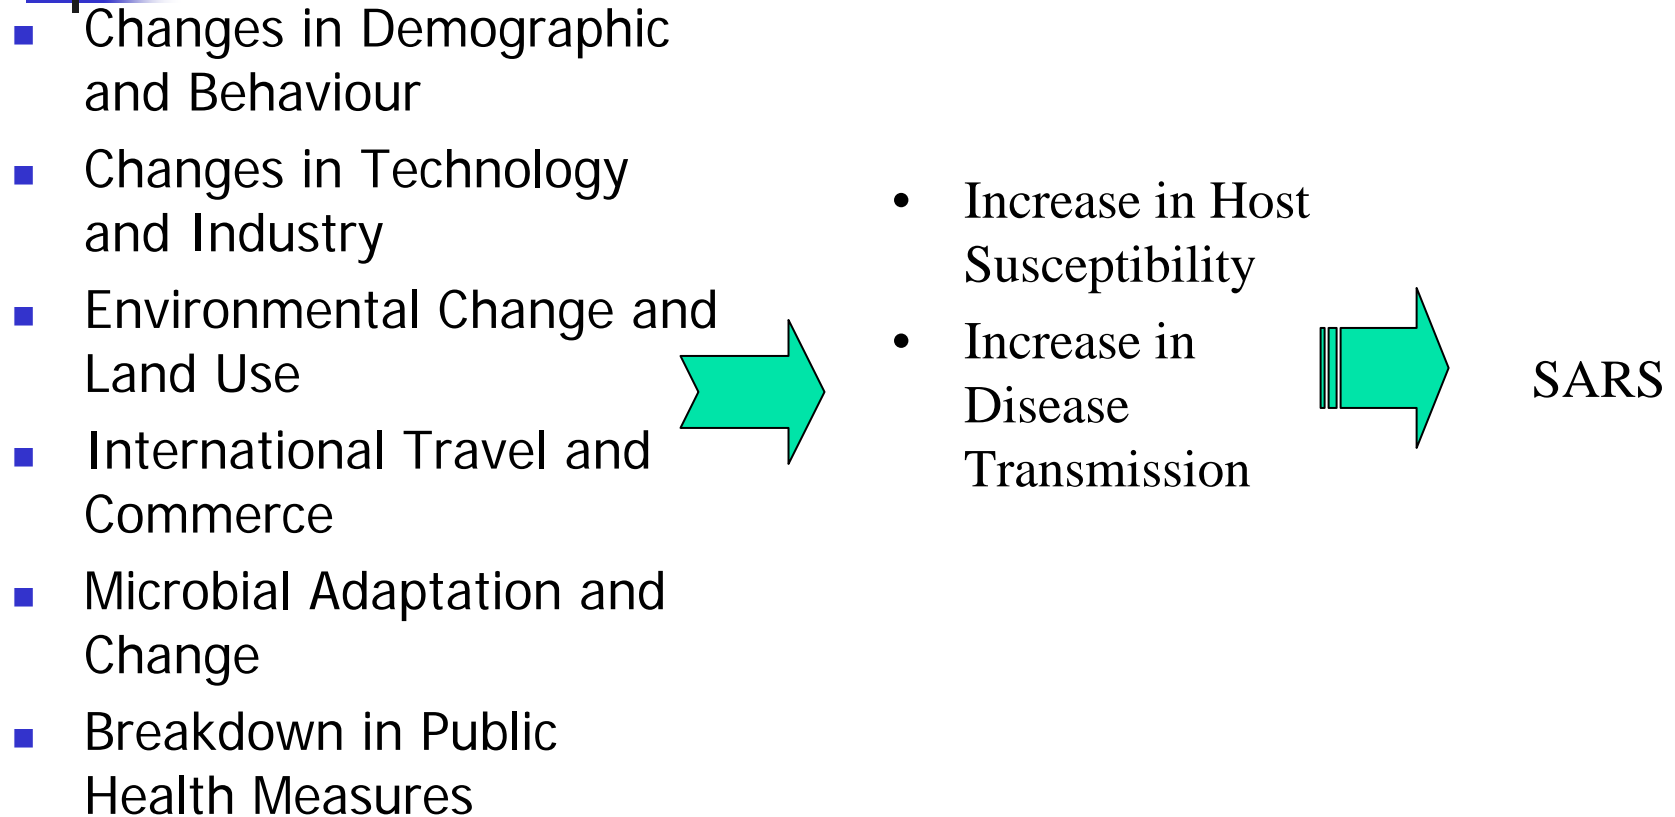 Changes in Demographic
and Behaviour
Changes in Technology
and Industry
Environmental Change and
Land Use
International Travel and
Commerce
Microbial Adaptation and
Change
Breakdown in Public
Health Measures
• Increase in Host
Susceptibility
• Increase in
Disease
Transmission
SARS